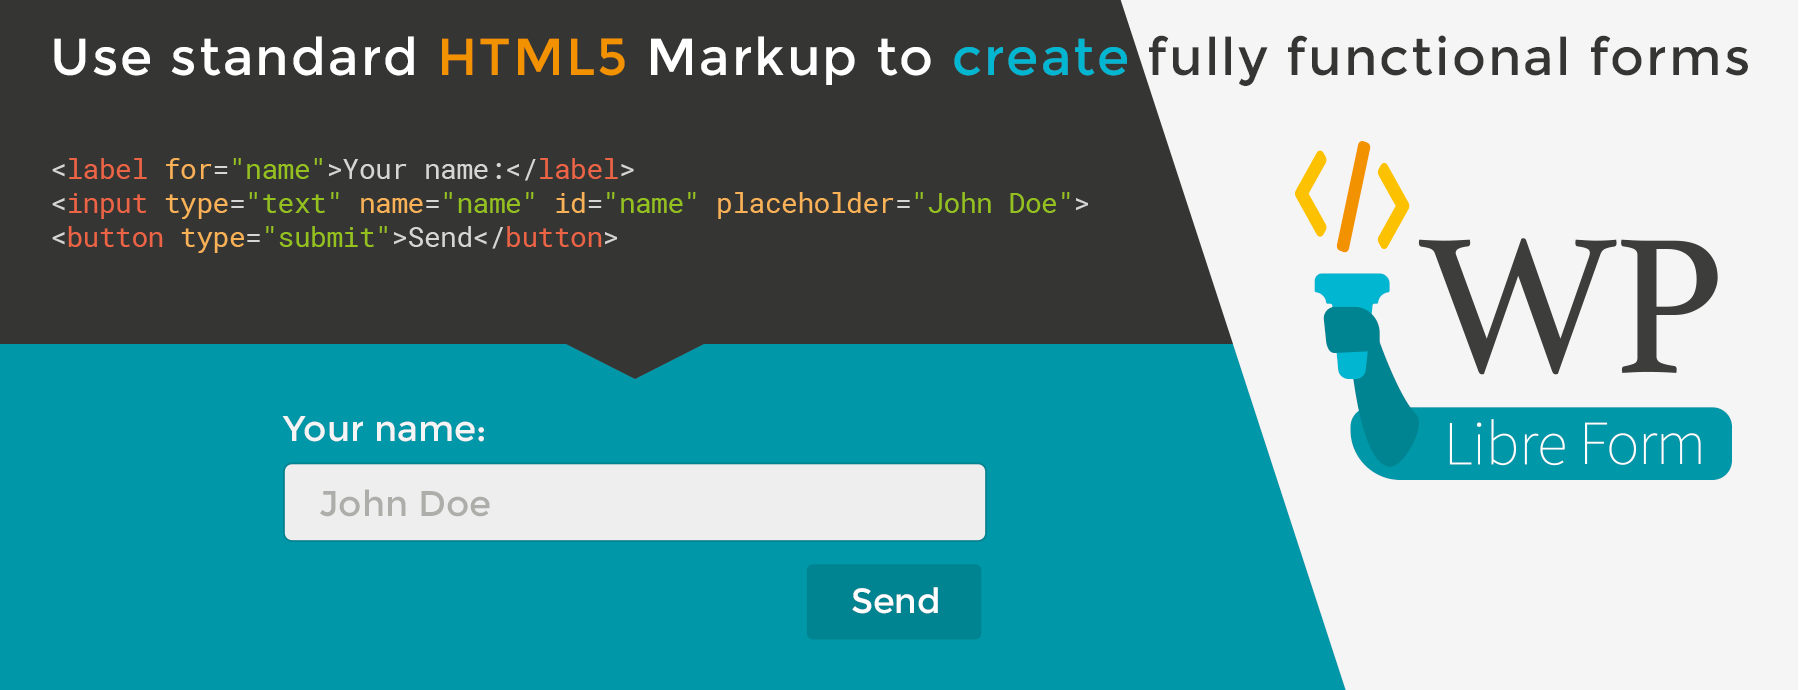 Use standard HTML5 Markup to create fully functional forms
<label for="name">Your name:</label>
<input type="text" name="name" id="name" placeholder="John Doe">
<button type="submit">Send</button>
Your name:
John Doe
Send
</>
WP
Libre Form